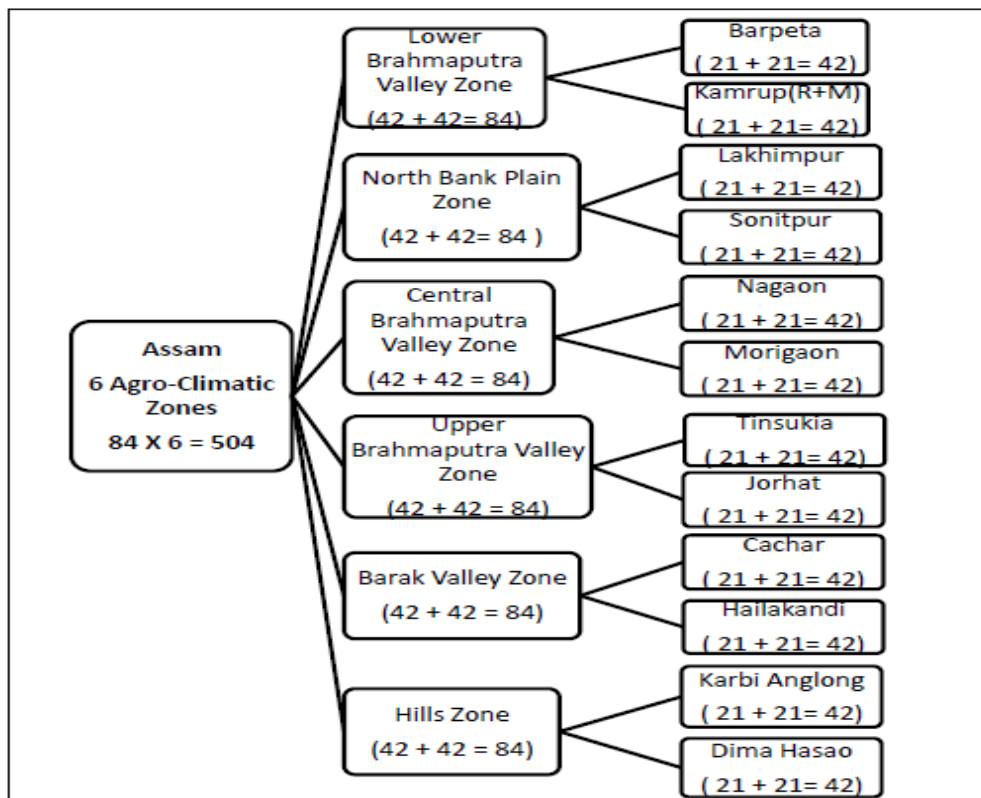 Assam
6 Agro-Climatic
Zones
84 X 6 = 504
Lower
Brahmaputra
Valley Zone
(42 + 42= 84)
Barpeta
( 21 + 21= 42)
Kamrup(R+M)
( 21 + 21= 42)
North Bank Plain
Zone
(42 + 42= 84 )
Lakhimpur
( 21 + 21= 42)
Sonitpur
( 21 + 21= 42)
Central
Brahmaputra
Valley Zone
(42 + 42 = 84)
Nagaon
( 21 + 21= 42)
Morigaon
( 21 + 21= 42)
Upper
Brahmaputra Valley
Zone
(42 + 42 = 84)
Tinsukia
( 21 + 21= 42)
Jorhat
( 21 + 21= 42)
Barak Valley Zone
(42 + 42 = 84)
Cachar
( 21 + 21= 42)
Hailakandi
( 21 + 21= 42)
Hills Zone
(42 + 42 = 84)
Karbi Anglong
( 21 + 21= 42)
Dima Hasao
( 21 + 21= 42)